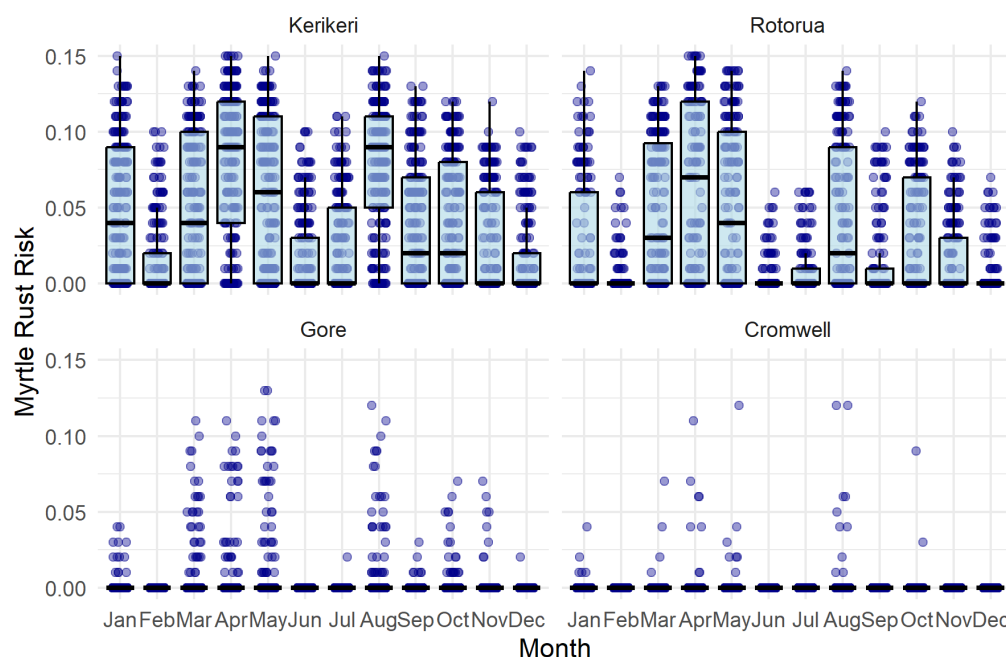 Kerikeri
Rotorua
Myrtle Rust Risk
0.15
0.10
0.05
0.00
Gore
Cromwell
0.15
0.10
0.05
0.00
Jan Feb Mar Apr May Jun Jul Aug Sep Oct Nov Dec
Jan Feb Mar Apr May Jun Jul Aug Sep Oct Nov Dec
Month